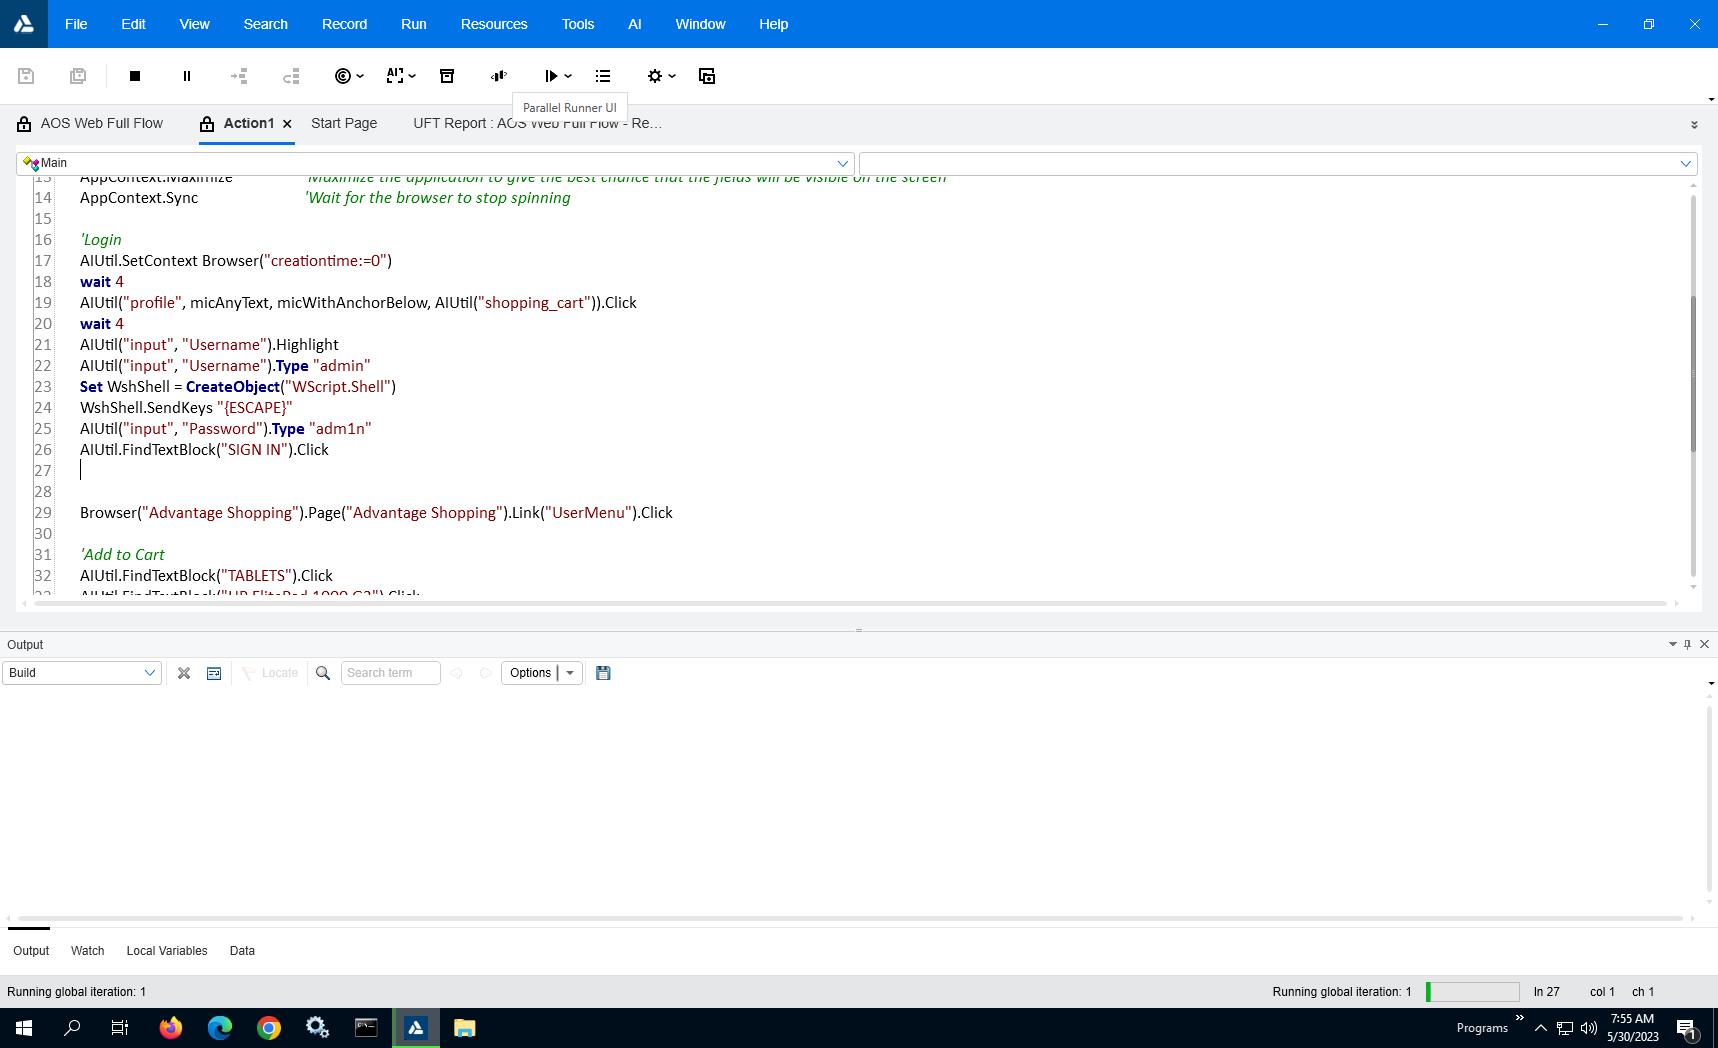 File Edit View Search Record Run Resources Tools AI Window Help
AI
Parallel Runner UI
AOS Web Full Flow Action1 Start Page UFT Report : AOS Web Full Flow - Re...
Main
13 AppContext.Maximize 'Maximize the application to give the best chance that the fields will be visible on the screen
14 AppContext.Sync 'Wait for the browser to stop spinning
15
16 'Login
17 AIUtil.SetContext Browser("creationtime:=0")
18 wait 4
19 AIUtil("profile", micAnyText, micWithAnchorBelow, AIUtil("shopping_cart")).Click
20 wait 4
21 AIUtil("input", "Username").Highlight
22 AIUtil("input", "Username").Type "admin"
23 Set WshShell = CreateObject("WScript.Shell")
24 WshShell.SendKeys "{ESCAPE}"
25 AIUtil("input", "Password").Type "adm1n"
26 AIUtil.FindTextBlock("SIGN IN").Click
27
28
29 Browser("Advantage Shopping").Page("Advantage Shopping").Link("UserMenu").Click
30
31 'Add to Cart
32 AIUtil.FindTextBlock("TABLETS").Click
Output
Build Locate Search term Options
Output Watch Local Variables Data
Running global iteration: 1 Running global iteration: 1 ln 27 col 1 ch 1
Programs 7:55 AM
5/30/2023
1